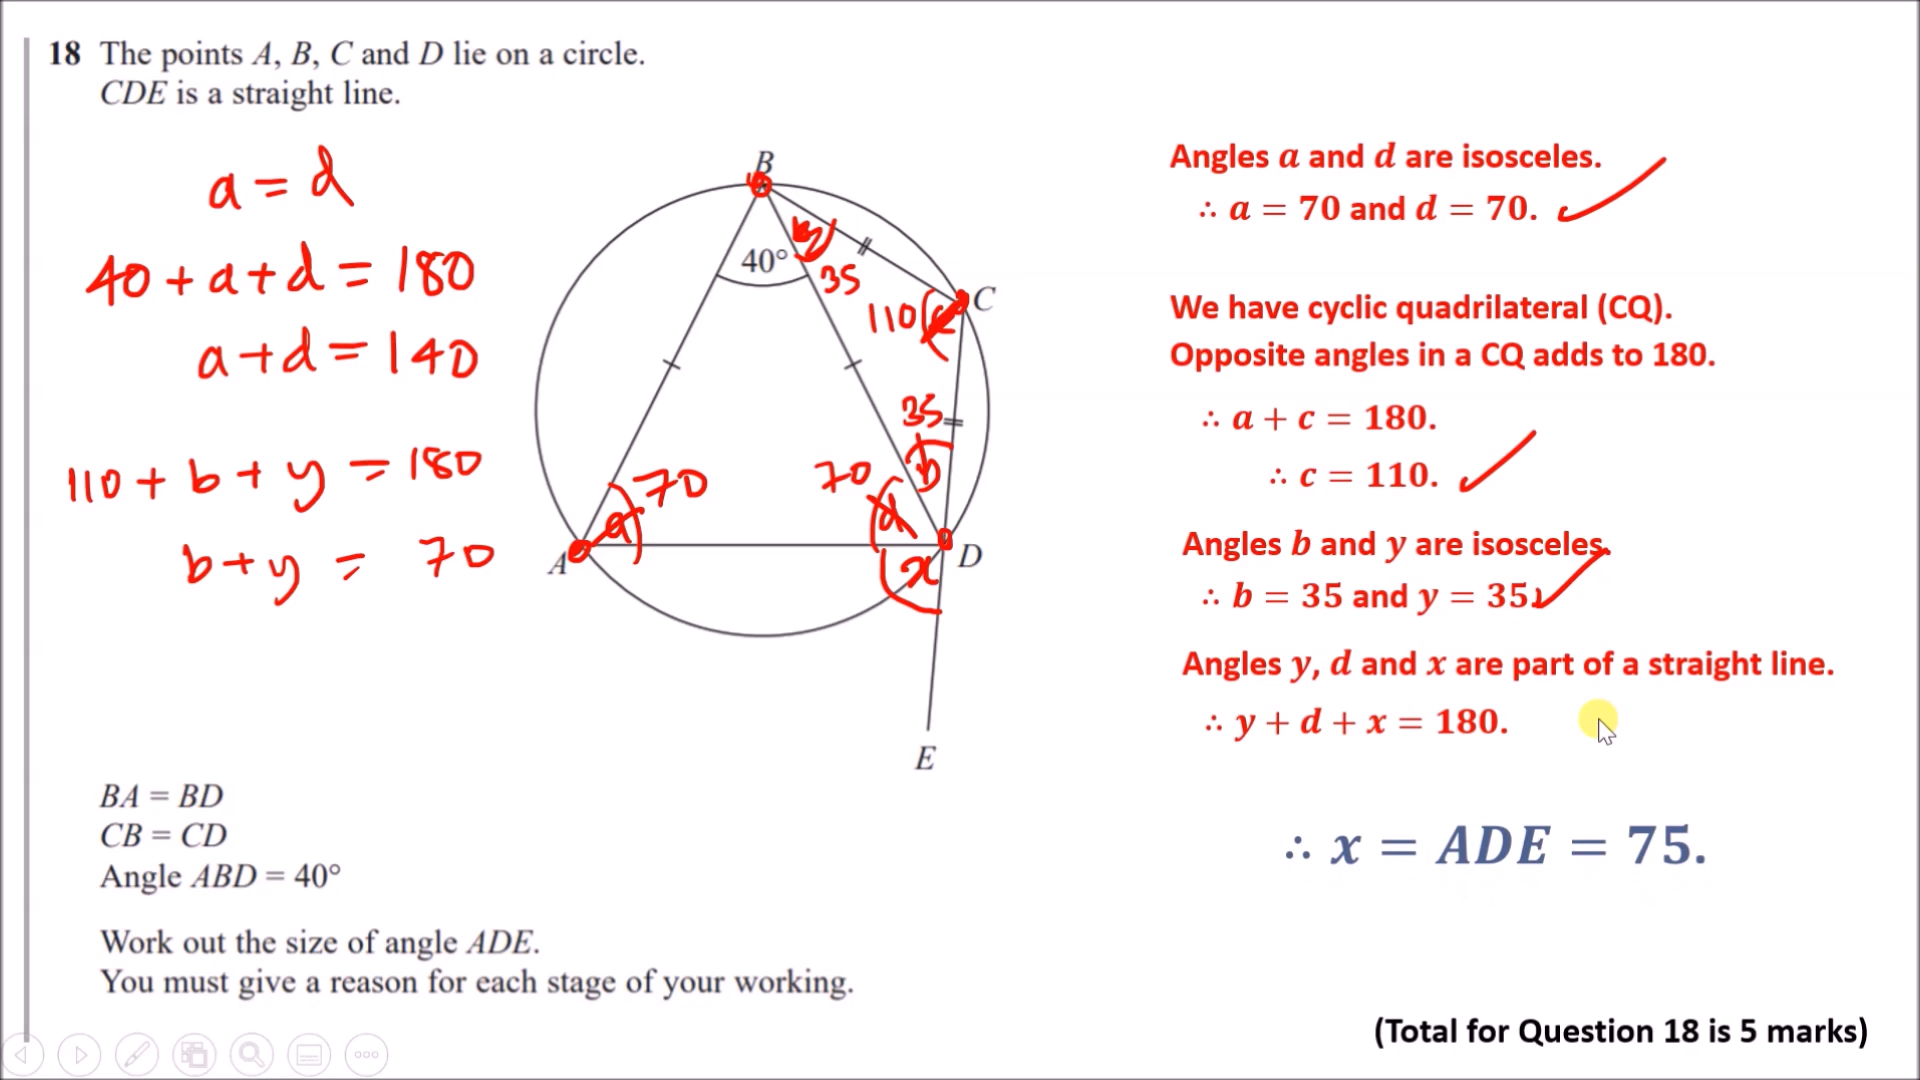 18 The points A, B, C and D lie on a circle.
CDE is a straight line.
a = d
40 + a + d = 180
a + d = 140
110 + b + y = 180
b + y = 70
B
40°
35
110
C
35
b
70
d
70
a
A
x
D
E
BA = BD
CB = CD
Angle ABD = 40°
Work out the size of angle ADE.
You must give a reason for each stage of your working.
Angles a and d are isosceles.
∴ a = 70 and d = 70.
We have cyclic quadrilateral (CQ).
Opposite angles in a CQ adds to 180.
∴ a + c = 180.
∴ c = 110.
Angles b and y are isosceles.
∴ b = 35 and y = 35.
Angles y, d and x are part of a straight line.
∴ y + d + x = 180.
∴ x = ADE = 75.
(Total for Question 18 is 5 marks)